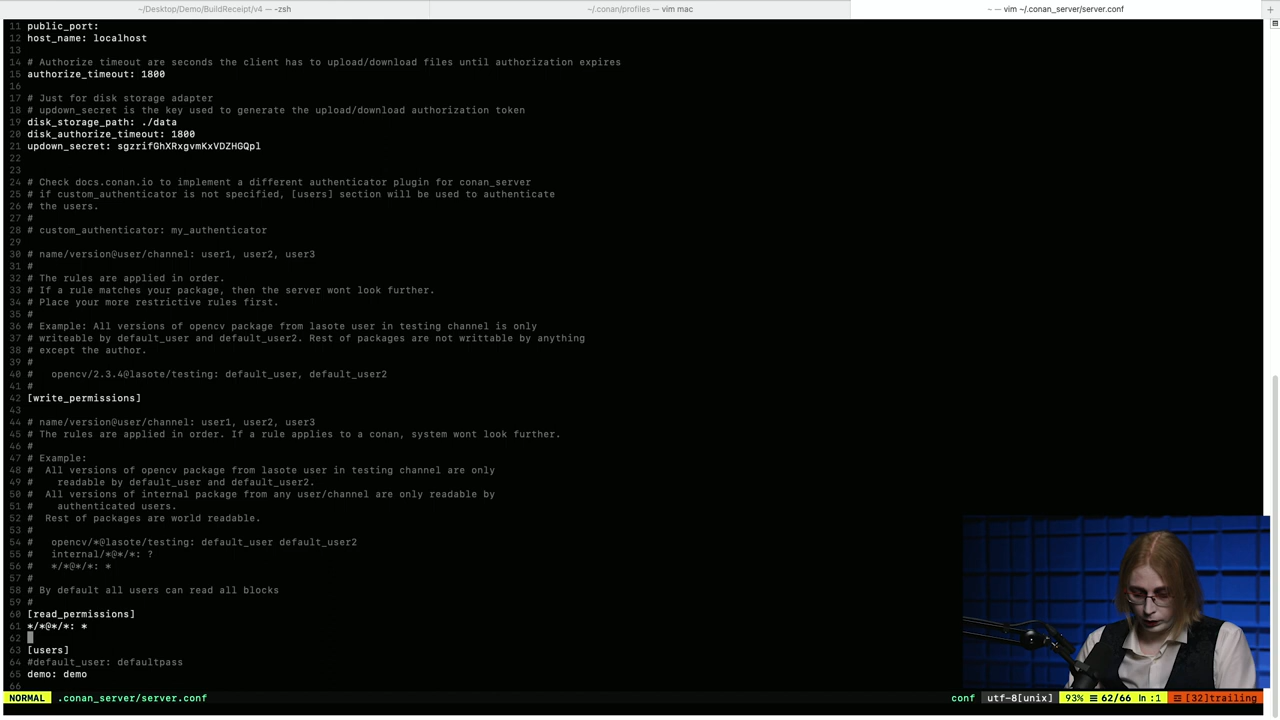 ~/Desktop/Demo/BuildReceipt/v4 — -zsh
~/.conan/profiles — vim mac
~ — vim ~/.conan_server/server.conf
11 public_port:
12 host_name: localhost
13
14 # Authorize timeout are seconds the client has to upload/download files until authorization expires
15 authorize_timeout: 1800
16
17 # Just for disk storage adapter
18 # updown_secret is the key used to generate the upload/download authorization token
19 disk_storage_path: ./data
20 disk_authorize_timeout: 1800
21 updown_secret: sgzrifGhXRxgvmKxVDZHGQpl
22
23
24 # Check docs.conan.io to implement a different authenticator plugin for conan_server
25 # if custom_authenticator is not specified, [users] section will be used to authenticate
26 # the users.
27 #
28 # custom_authenticator: my_authenticator
29
30 # name/version@user/channel: user1, user2, user3
31 #
32 # The rules are applied in order.
33 # If a rule matches your package, then the server wont look further.
34 # Place your more restrictive rules first.
35 #
36 # Example: All versions of opencv package from lasote user in testing channel is only
37 # writeable by default_user and default_user2. Rest of packages are not writtable by anything
38 # except the author.
39 #
40 #   opencv/2.3.4@lasote/testing: default_user, default_user2
41 #
42 [write_permissions]
43
44 # name/version@user/channel: user1, user2, user3
45 # The rules are applied in order. If a rule applies to a conan, system wont look further.
46 #
47 # Example:
48 #  All versions of opencv package from lasote user in testing channel are only
49 #    readable by default_user and default_user2.
50 #  All versions of internal package from any user/channel are only readable by
51 #    authenticated users.
52 #  Rest of packages are world readable.
53 #
54 #   opencv/*@lasote/testing: default_user default_user2
55 #   internal/*@*/*: ?
56 #   */*@*/*: *
57 #
58 # By default all users can read all blocks
59 #
60 [read_permissions]
61 */*@*/*: *
62
63 [users]
64 #default_user: defaultpass
65 demo: demo
66
NORMAL .conan_server/server.conf conf utf-8[unix] 93% ≡ 62/66 ln :1 ☲ [32]trailing